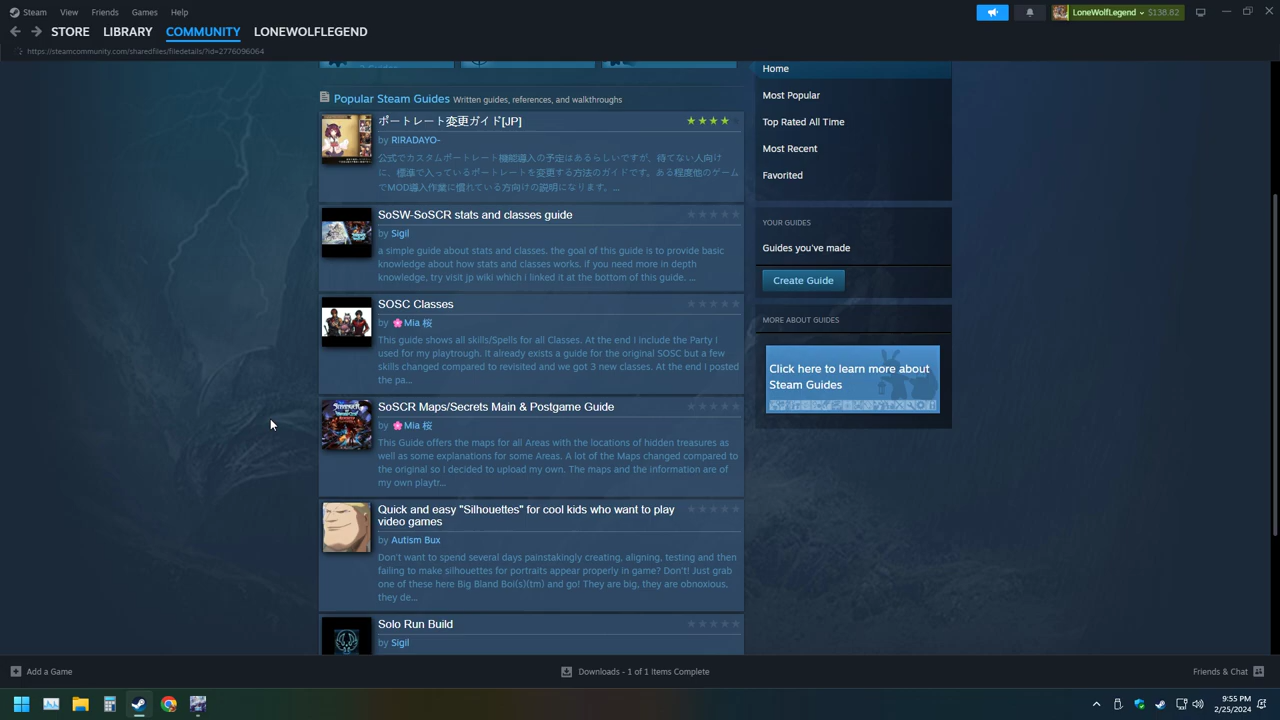 Steam View Friends Games Help
LoneWolfLegend $138.82
STORE LIBRARY COMMUNITY LONEWOLFLEGEND
https://steamcommunity.com/sharedfiles/filedetails/?id=2776096064
Home
Most Popular
Top Rated All Time
Most Recent
Favorited
YOUR GUIDES
Guides you've made
Create Guide
MORE ABOUT GUIDES
Click here to learn more about
Steam Guides
Popular Steam Guides Written guides, references, and walkthroughs
ポートレート変更ガイド[JP]
by RIRADAYO-
公式でカスタムポートレート機能導入の予定はあるらしいですが、待てない人向け
に、標準で入っているポートレートを変更する方法のガイドです。ある程度他のゲーム
でMOD導入作業に慣れている方向けの説明になります。...
SoSW-SoSCR stats and classes guide
by Sigil
a simple guide about stats and classes. the goal of this guide is to provide basic
knowledge about how stats and classes works. If you need more in depth
knowledge, try visit jp wiki which i linked it at the bottom of this guide. ...
SOSC Classes
by 🌸Mia 桜
This guide shows all skills/Spells for all Classes. At the end I include the Party I
used for my playtrough. It already exists a guide for the original SOSC but a few
skills changed compared to revisited and we got 3 new classes. At the end I posted
the pa...
SoSCR Maps/Secrets Main & Postgame Guide
by 🌸Mia 桜
This Guide offers the maps for all Areas with the locations of hidden treasures as
well as some explanations for some Areas. A lot of the Maps changed compared to
the original so I decided to upload my own. The maps and the information are of
my own playtr...
Quick and easy "Silhouettes" for cool kids who want to play
video games
by Autism Bux
Don't want to spend several days painstakingly creating, aligning, testing and then
failing to make silhouettes for portraits appear properly in game? Don't! Just grab
one of these here Big Bland Boi(s)(tm) and go! They are big, they are obnoxious,
they de...
Solo Run Build
by Sigil
Add a Game
Downloads - 1 of 1 Items Complete
Friends & Chat
9:55 PM
2/25/2024